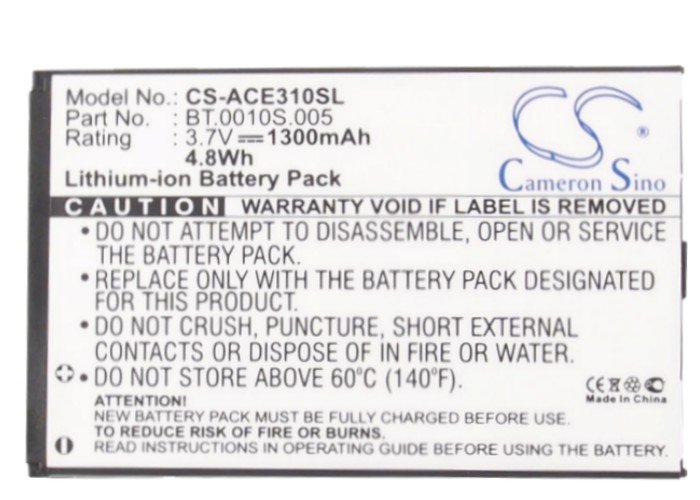 Model No.: CS-ACE310SL
Part No. : BT.0010S.005
Rating : 3.7V⎓1300mAh
4.8Wh
Lithium-ion Battery Pack
CS ®
Cameron Sino
CAUTION WARRANTY VOID IF LABEL IS REMOVED
•DO NOT ATTEMPT TO DISASSEMBLE, OPEN OR SERVICE
THE BATTERY PACK.
•REPLACE ONLY WITH THE BATTERY PACK DESIGNATED
FOR THIS PRODUCT.
•DO NOT CRUSH, PUNCTURE, SHORT EXTERNAL
CONTACTS OR DISPOSE OF IN FIRE OR WATER.
•DO NOT STORE ABOVE 60°C (140°F).
CE
Made In China
AVERTISSEMENT:
NEW BATTERY PACK MUST BE FULLY CHARGED BEFORE USE.
TO REDUCE RISK OF FIRE OR BURNS.
READ INSTRUCTIONS IN OPERATING GUIDE BEFORE USING THE BATTERY.